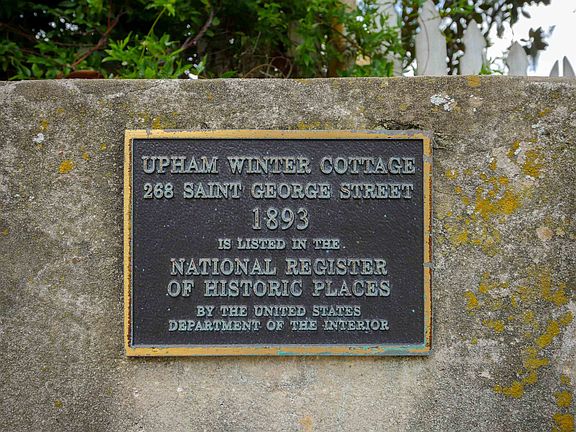 UPHAM WINTER COTTAGE
268 SAINT GEORGE STREET
1893
IS LISTED IN THE
NATIONAL REGISTER
OF HISTORIC PLACES
BY THE UNITED STATES
DEPARTMENT OF THE INTERIOR